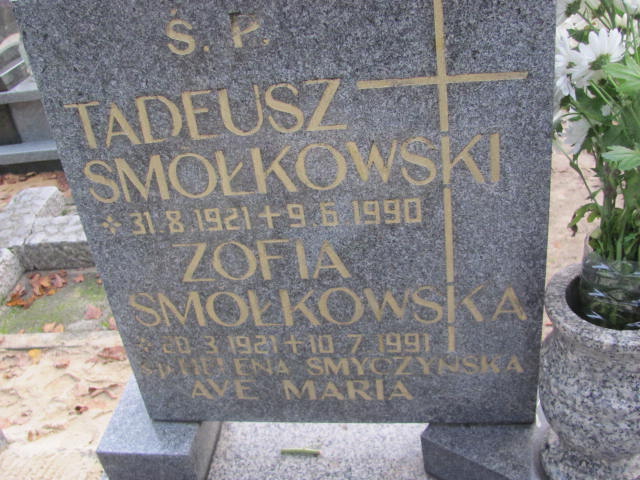 Ś. P.
TADEUSZ
SMOŁKOWSKI
* 31.8.1921 + 9.6.1990
ZOFIA
SMOŁKOWSKA
* 20.3.1921 + 10.7.1991
ŚP HELENA SMYCZYŃSKA
AVE MARIA